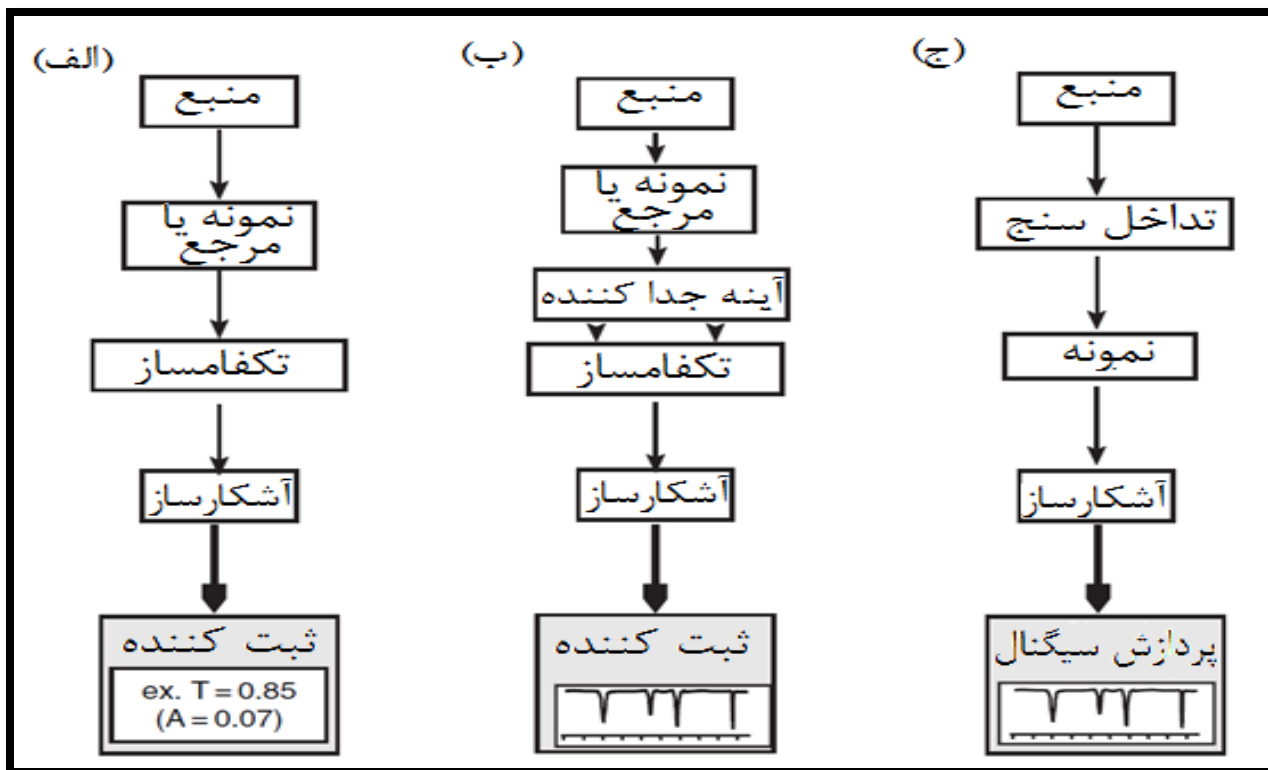 (الف)
منبع
نمونه یا
مرجع
تکفامساز
آشکارساز
ثبت کننده
ex. T = 0.85
(A = 0.07)
(ب)
منبع
نمونه یا
مرجع
آینه جدا کننده
تکفامساز
آشکارساز
ثبت کننده
(ج)
منبع
تداخل سنج
نمونه
آشکارساز
پردازش سیگنال